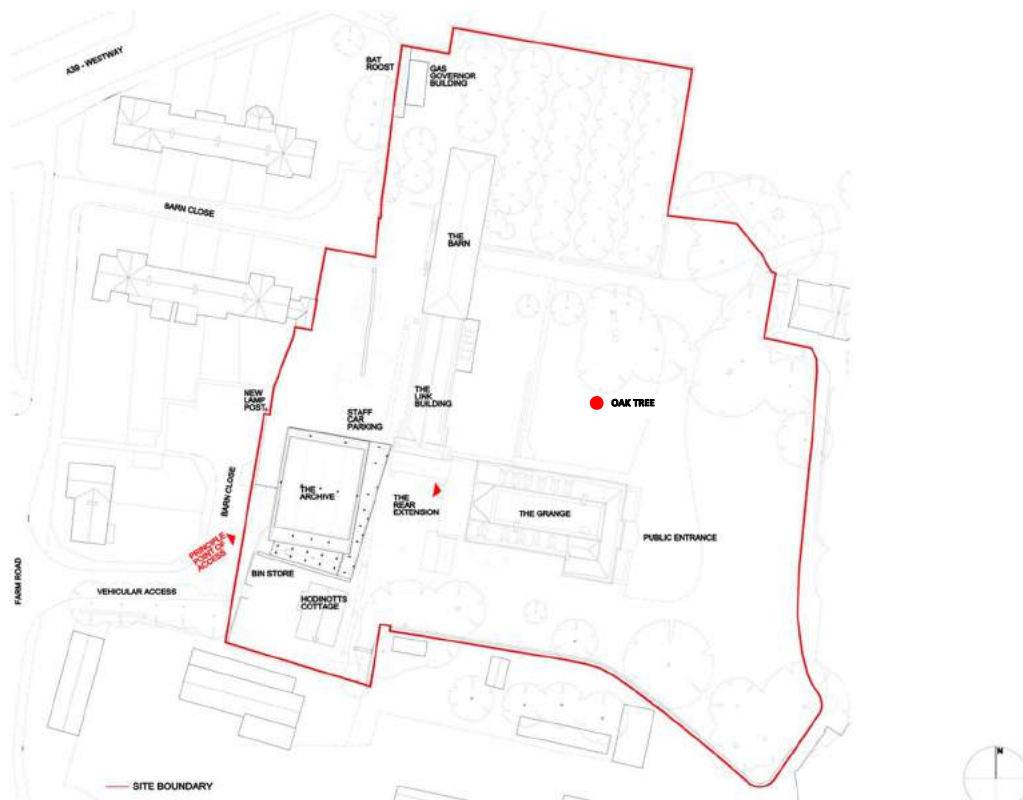 A39 - WESTWAY
BAT
ROOST
GAS
GOVERNOR
BUILDING
BARN CLOSE
THE
BARN
NEW
LAMP
POST
THE
LINK
BUILDING
STAFF
CAR
PARKING
OAK TREE
BARN CLOSE
THE
ARCHIVE
THE
REAR
EXTENSION
THE GRANGE
PUBLIC ENTRANCE
PRINCIPLE
POINT OF
ACCESS
BIN STORE
HODINOTTS
COTTAGE
VEHICULAR ACCESS
FARM ROAD
SITE BOUNDARY
N